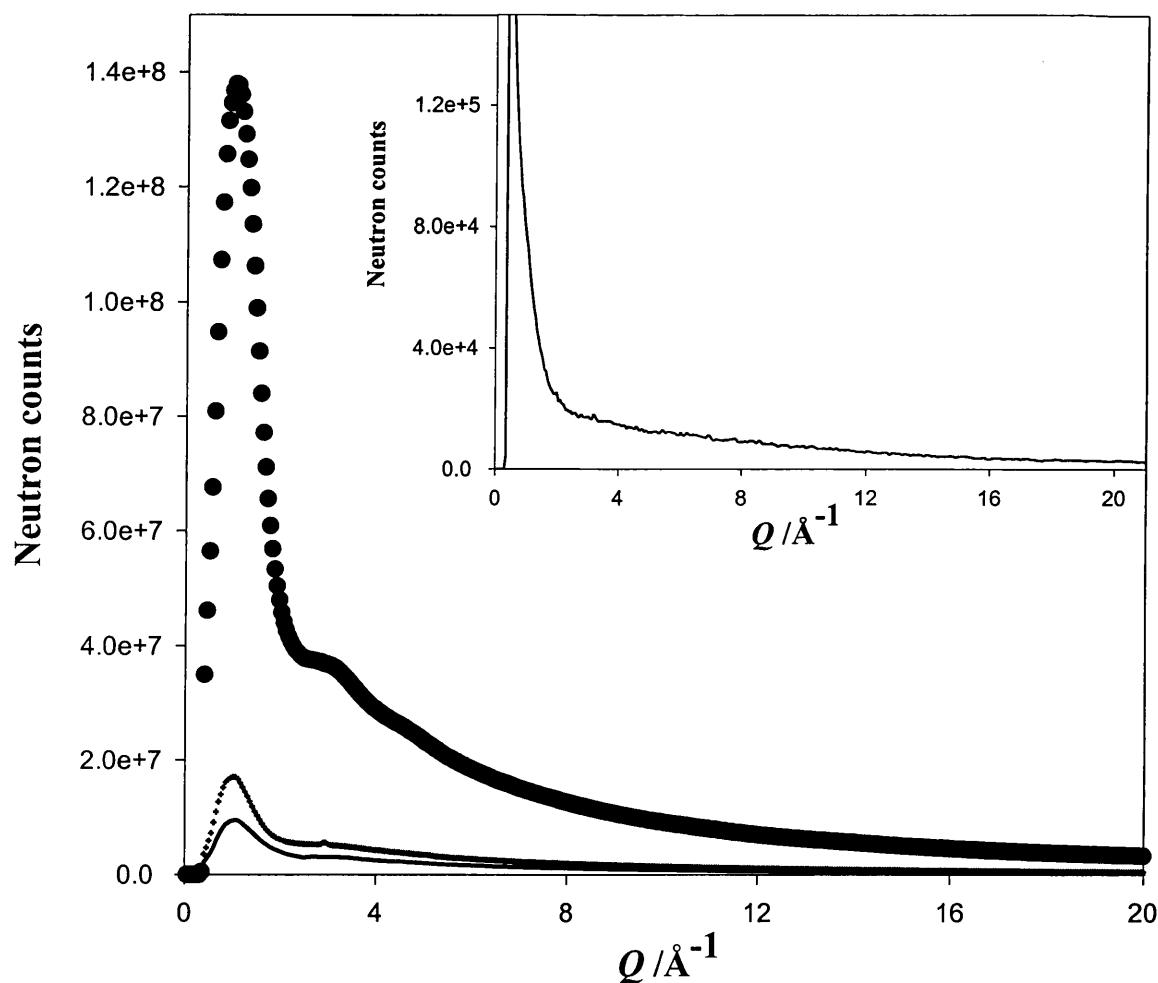 1.4e+8
1.2e+8
1.0e+8
8.0e+7
6.0e+7
4.0e+7
2.0e+7
0.0
Neutron counts
0 4 8 12 16 20
Q /Å-1
1.2e+5
8.0e+4
4.0e+4
0.0
Neutron counts
0 4 8 12 16 20
Q /Å-1